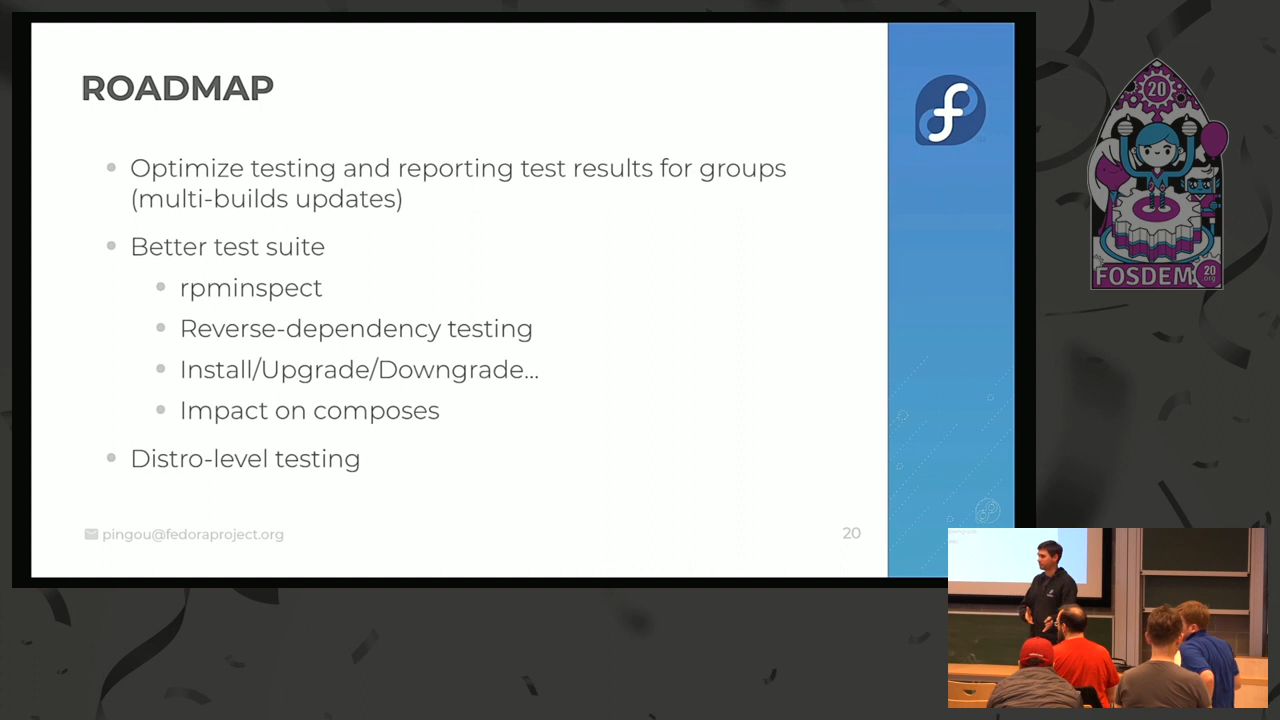 ROADMAP
Optimize testing and reporting test results for groups
(multi-builds updates)
Better test suite
rpminspect
Reverse-dependency testing
Install/Upgrade/Downgrade...
Impact on composes
Distro-level testing
pingou@fedoraproject.org
20
20
FOSDEM
20
.org